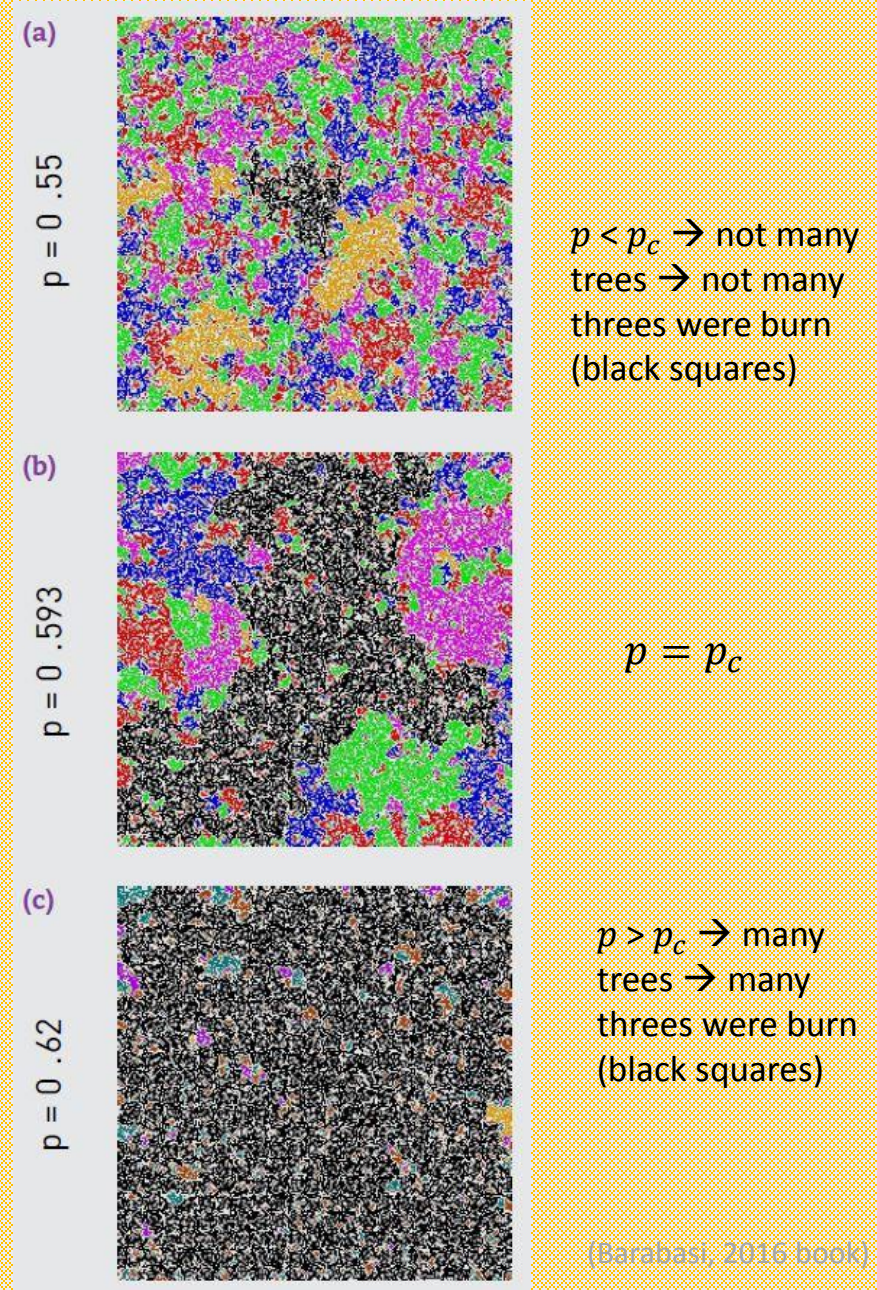 (a)
p = 0 .55
p < p_c → not many
trees → not many
threes were burn
(black squares)
(b)
p = 0 .593
p = p_c
(c)
p = 0 .62
p > p_c → many
trees → many
threes were burn
(black squares)
(Barabasi, 2016 book)